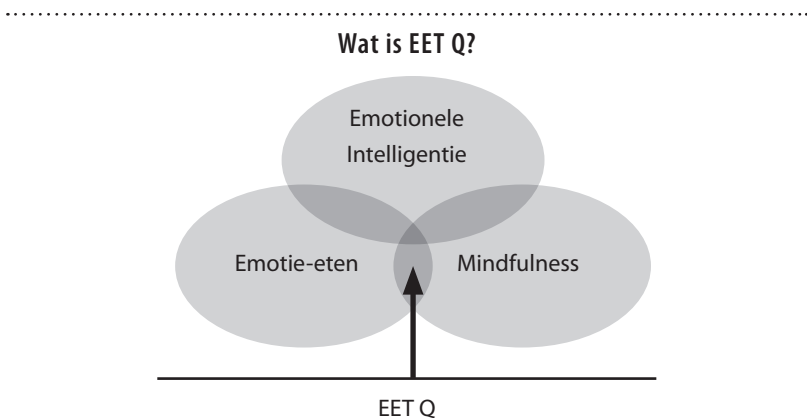 Wat is EET Q?
Emotionele
Intelligentie
Emotie-eten
Mindfulness
EET Q